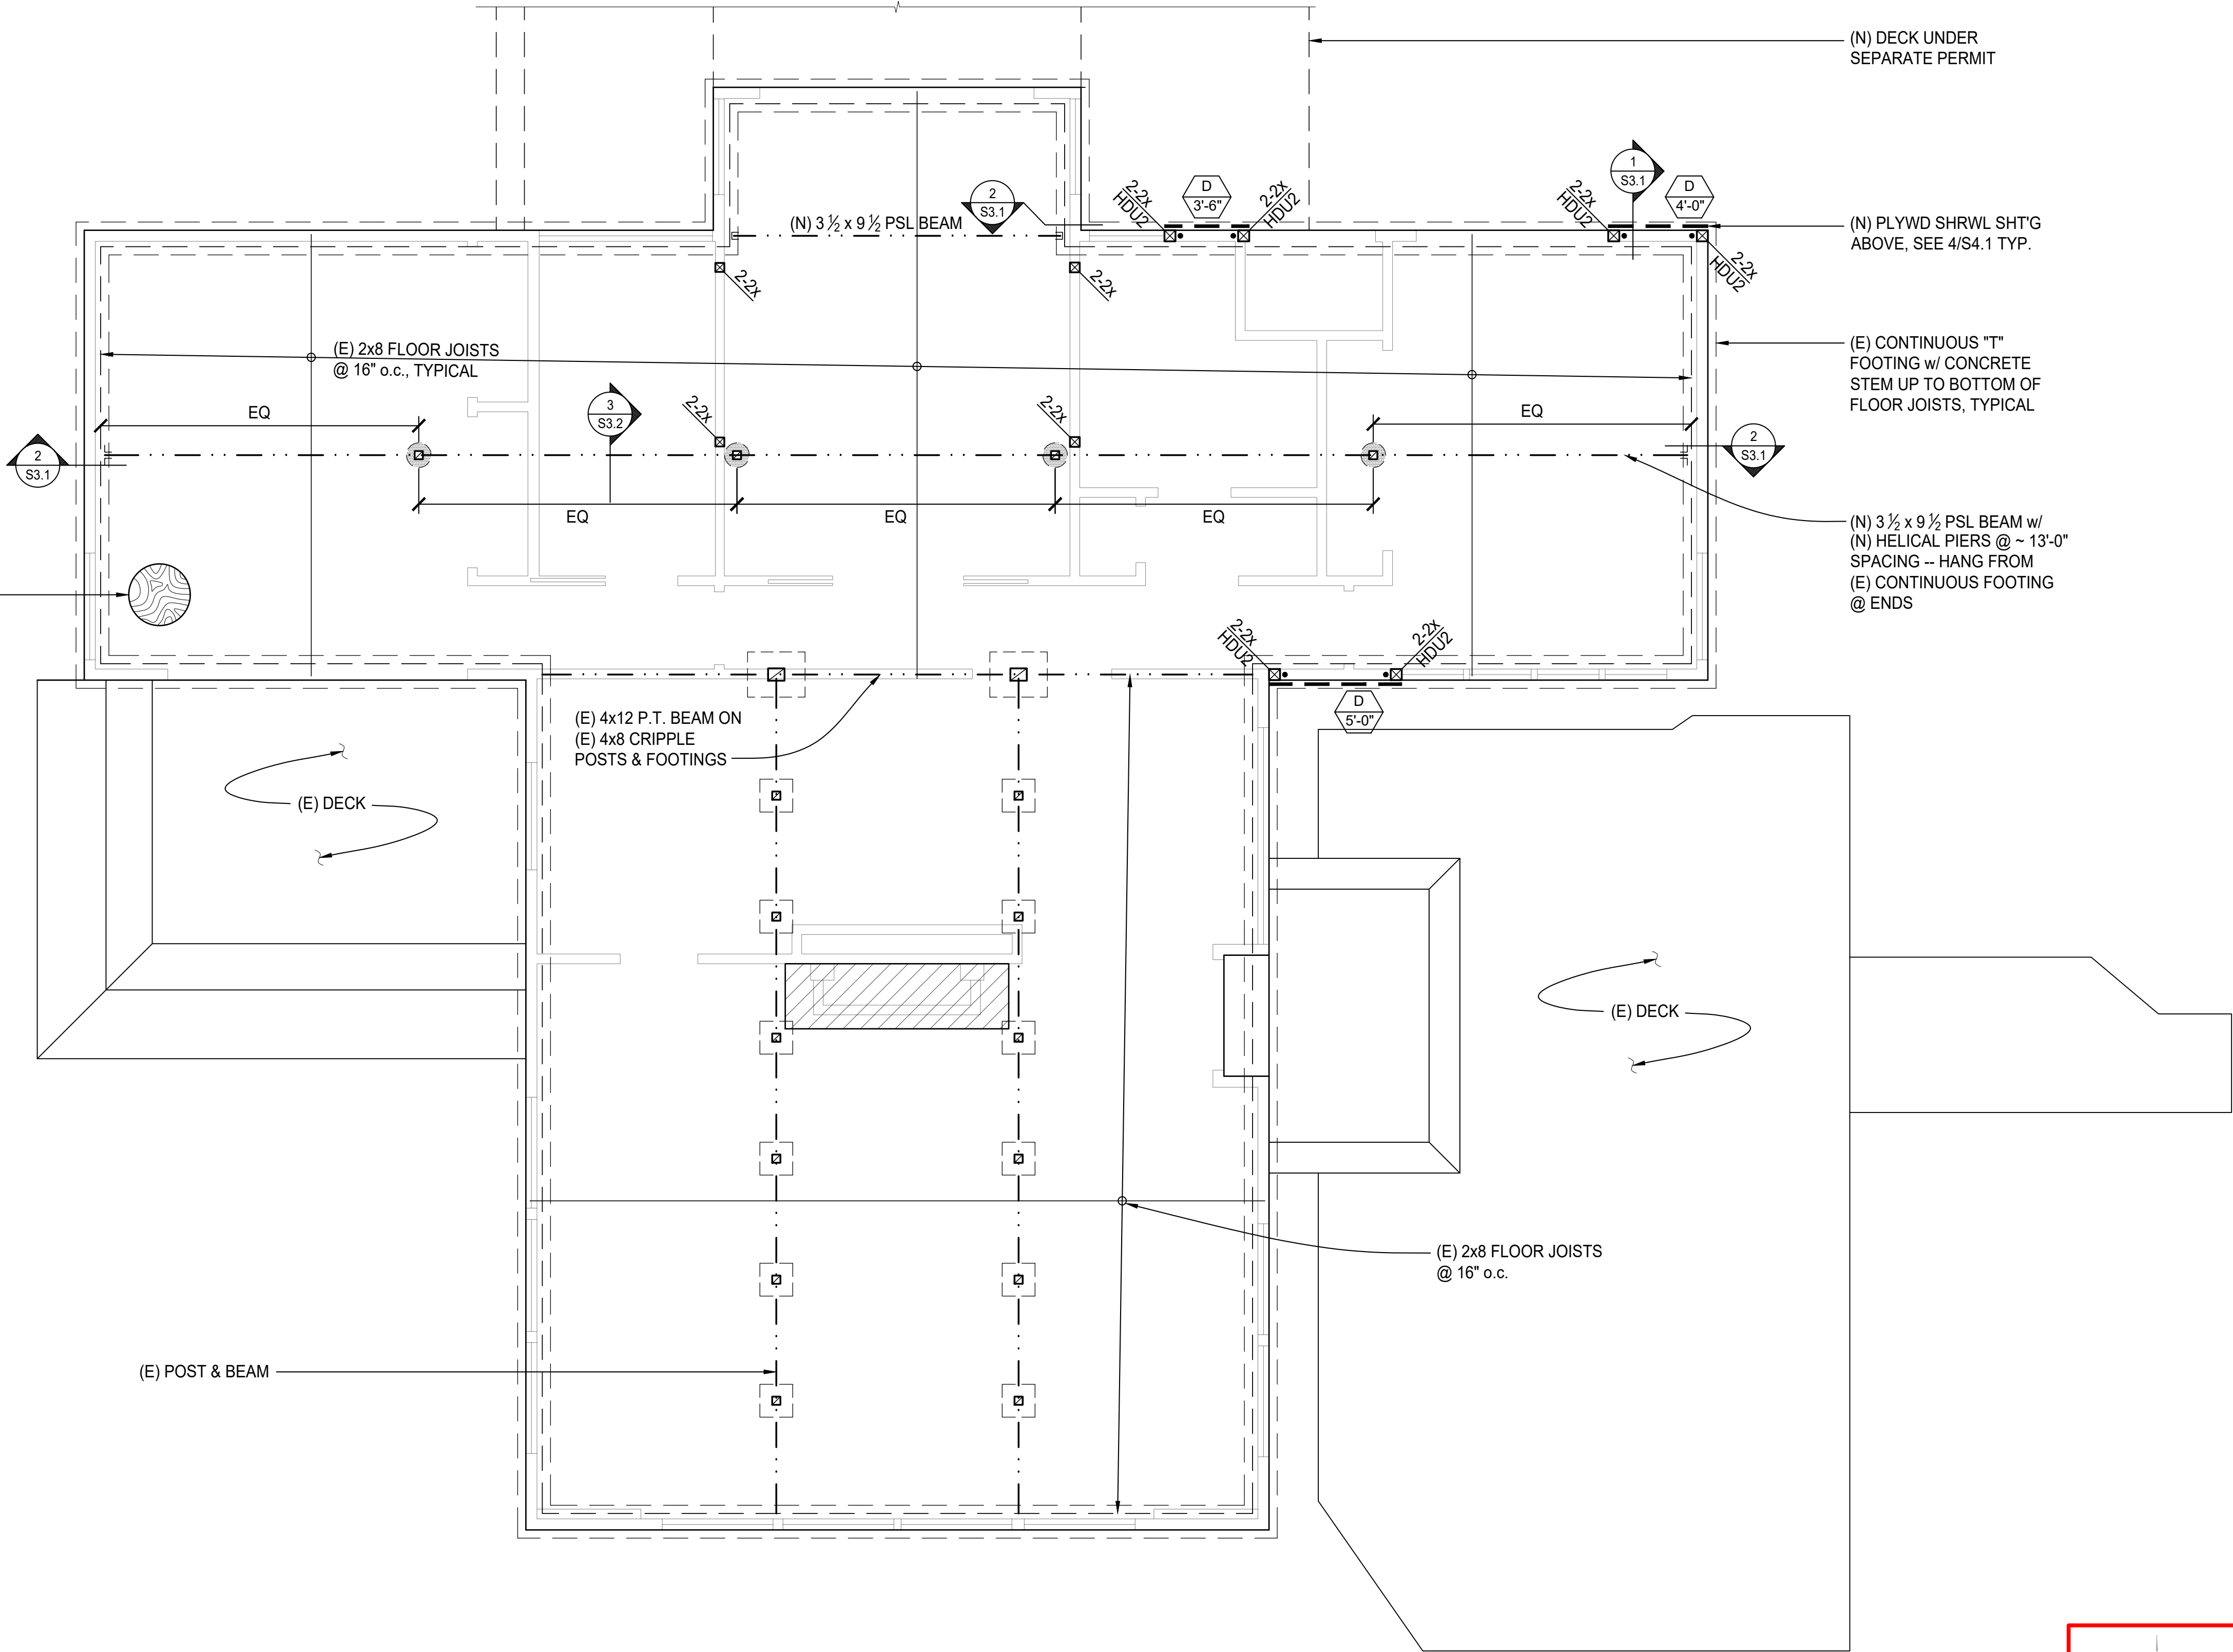 (N) DECK UNDER
SEPARATE PERMIT
1
S3.1
D
4'-0"
2-2x
HDU2
D
3'-6"
2-2x
HDU2
2-2x
HDU2
2
S3.1
(N) 3 ½ x 9 ½ PSL BEAM
(N) PLYWD SHRWL SHT'G
ABOVE, SEE 4/S4.1 TYP.
2-2x
HDU2
2-2x
2-2x
(E) 2x8 FLOOR JOISTS
@ 16" o.c., TYPICAL
(E) CONTINUOUS "T"
FOOTING w/ CONCRETE
STEM UP TO BOTTOM OF
FLOOR JOISTS, TYPICAL
EQ
3
S3.2
2-2x
2-2x
EQ
2
S3.1
2
S3.1
EQ
EQ
EQ
(N) 3 ½ x 9 ½ PSL BEAM w/
(N) HELICAL PIERS @ ~ 13'-0"
SPACING -- HANG FROM
(E) CONTINUOUS FOOTING
@ ENDS
2-2x
HDU2
2-2x
HDU2
D
5'-0"
(E) 4x12 P.T. BEAM ON
(E) 4x8 CRIPPLE
POSTS & FOOTINGS
(E) DECK
(E) DECK
(E) 2x8 FLOOR JOISTS
@ 16" o.c.
(E) POST & BEAM